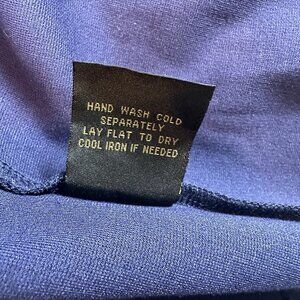 HAND WASH COLD
SEPARATELY
LAY FLAT TO DRY
COOL IRON IF NEEDED